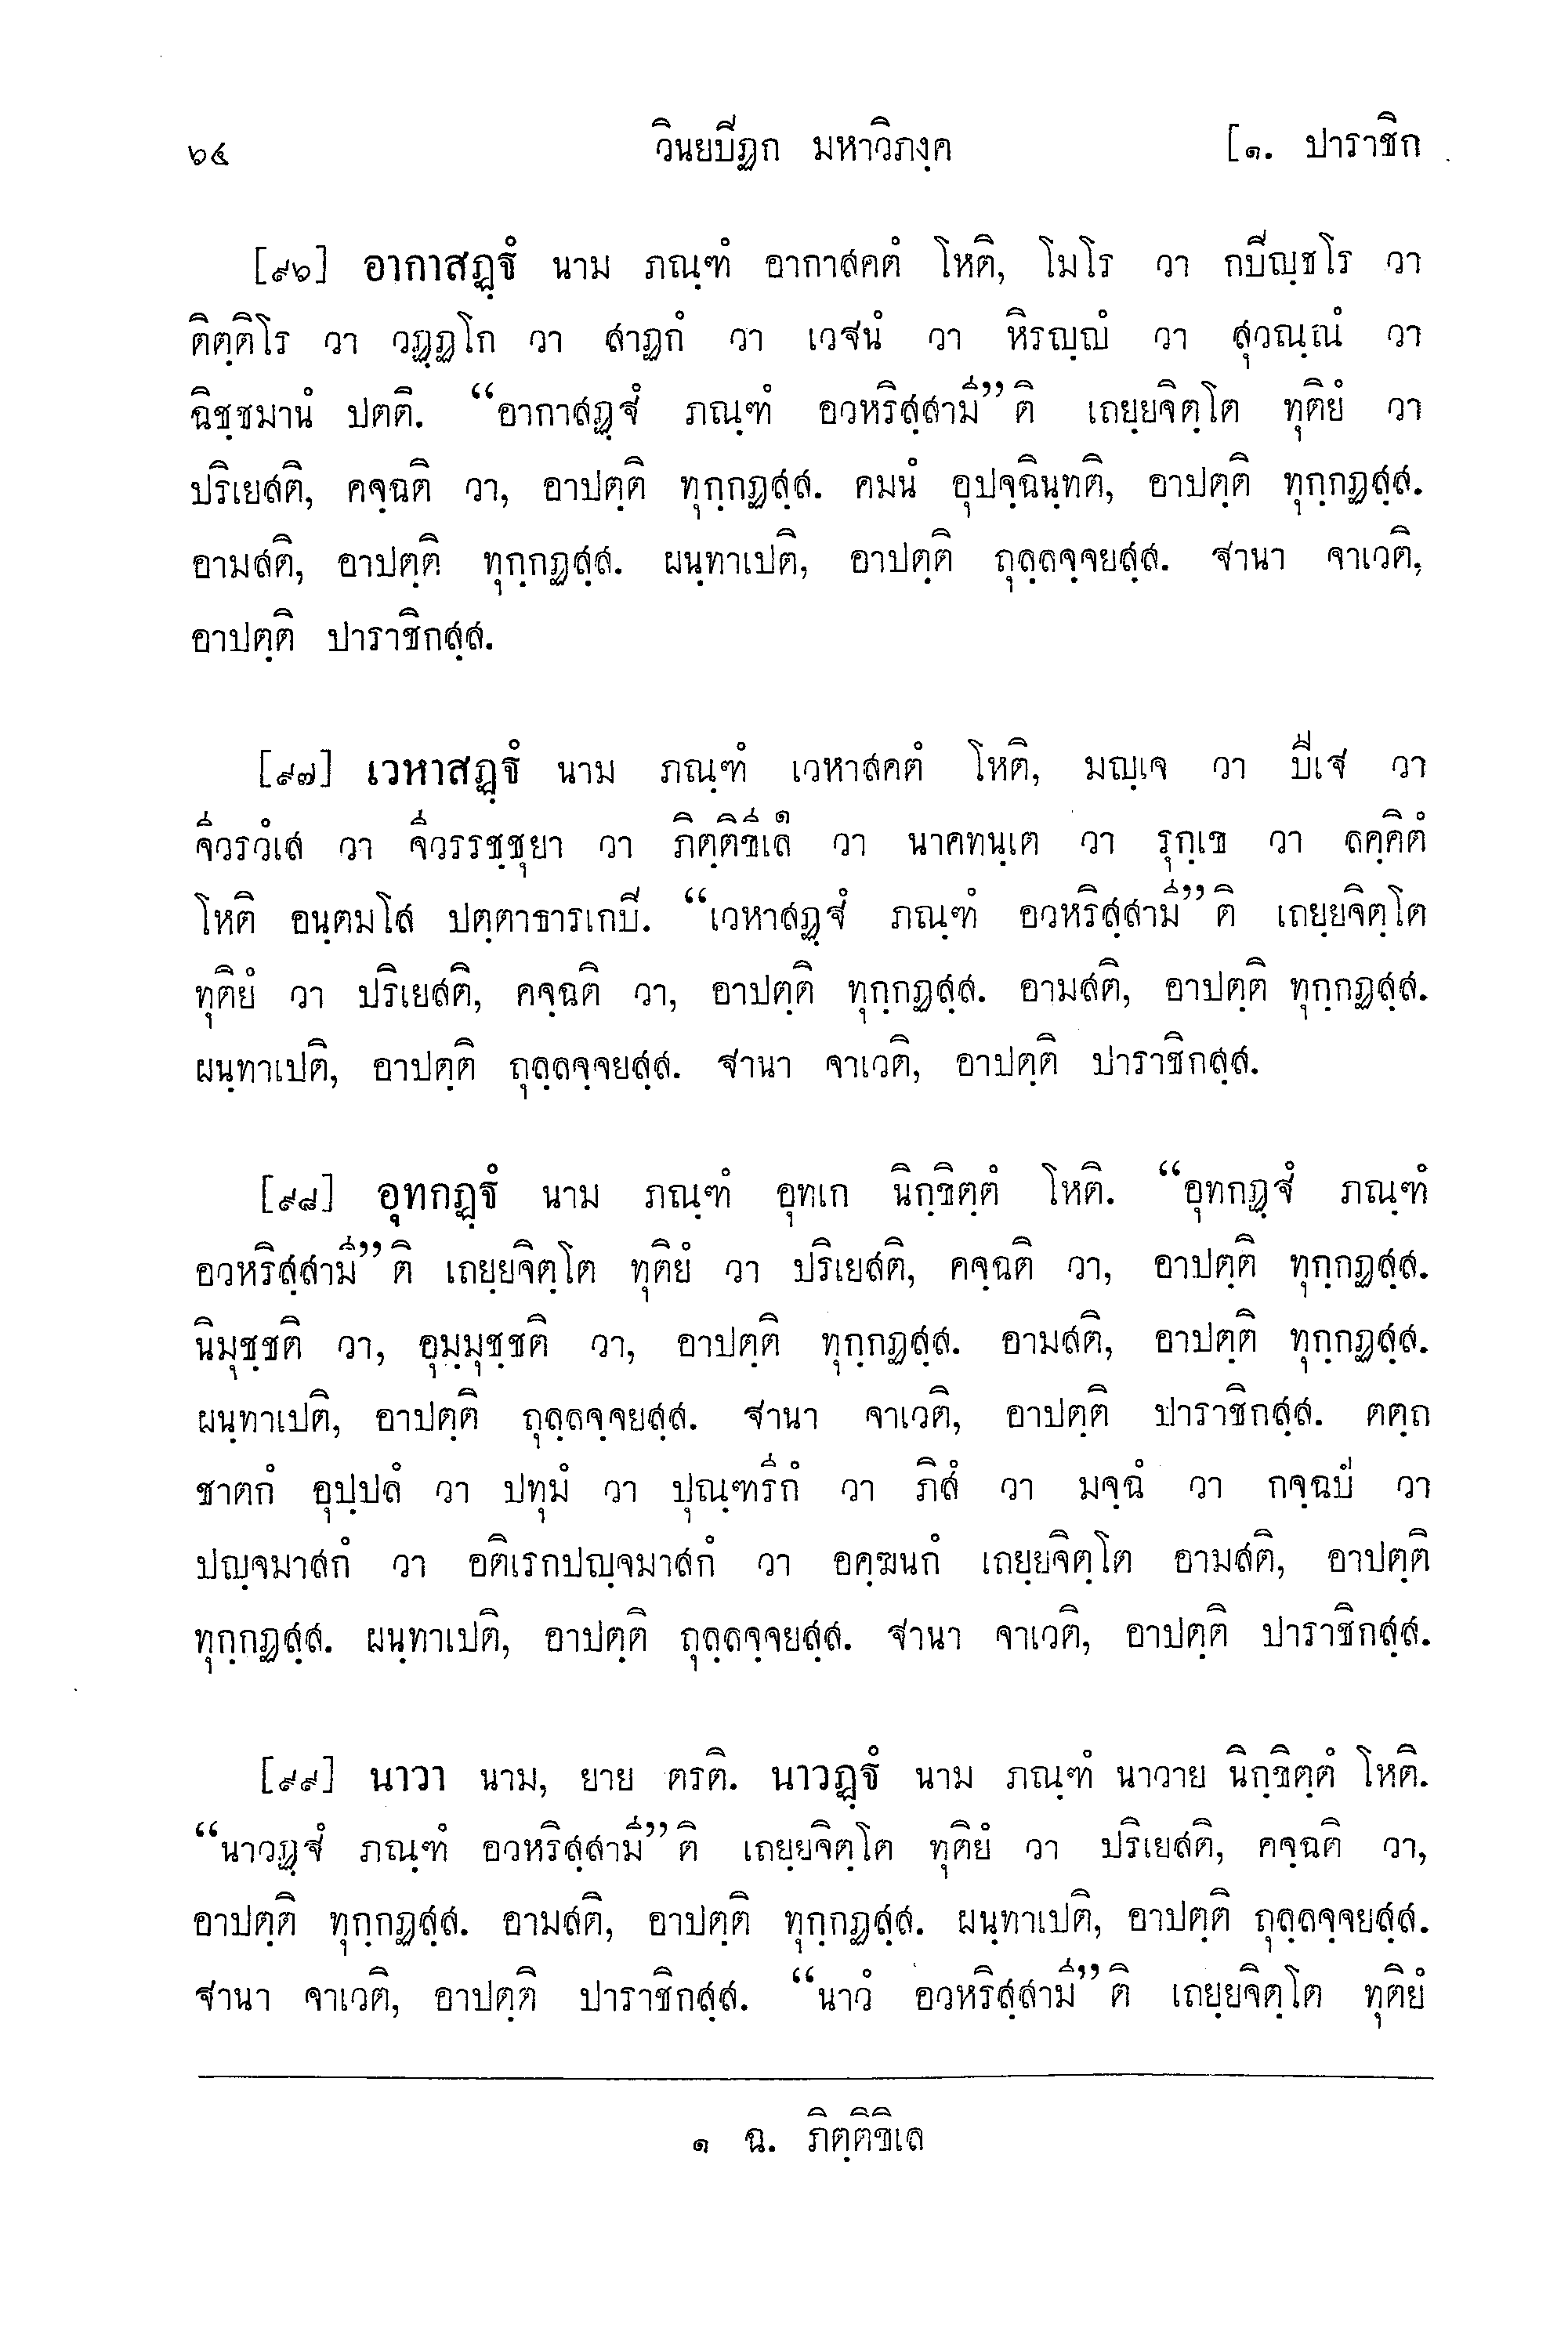 ๖๔ วินยปิฏก มหาวิภงฺค [๑. ปาราชิก
[๙๖] อากาสฏฺฐํ นาม ภณฺฑํ อากาสคตํ โหติ, โมโร วา กปิญฺชโร วา
ติตฺติโร วา วฏฺฏโก วา สาฏกํ วา เวฐนํ วา หิรญฺญํ วา สุวณฺณํ วา
ฉิชฺชมานํ ปตติ. “อากาสฏฺฐํ ภณฺฑํ อวหริสฺสามี”ติ เถยฺยจิตฺโต ทุติยํ วา
ปริเยสติ, คจฺฉติ วา, อาปตฺติ ทุกฺกฏสฺส. คมนํ อุปจฺฉินฺทติ, อาปตฺติ ทุกฺกฏสฺส.
อามสติ, อาปตฺติ ทุกฺกฏสฺส. ผนฺทาเปติ, อาปตฺติ ถุลฺลจฺจยสฺส. ฐานา จาเวติ,
อาปตฺติ ปาราชิกสฺส.
[๙๗] เวหาสฏฺฐํ นาม ภณฺฑํ เวหาสคตํ โหติ, มญฺเจ วา ปีเฐ วา
จีวรวํเส วา จีวรรชฺชุยา วา ภิตฺติขีเล๑ วา นาคทนฺเต วา รุกฺเข วา ลคฺคิตํ
โหติ อนฺตมโส ปตฺตาธารเกปิ. “เวหาสฏฺฐํ ภณฺฑํ อวหริสฺสามี”ติ เถยฺยจิตฺโต
ทุติยํ วา ปริเยสติ, คจฺฉติ วา, อาปตฺติ ทุกฺกฏสฺส. อามสติ, อาปตฺติ ทุกฺกฏสฺส.
ผนฺทาเปติ, อาปตฺติ ถุลฺลจฺจยสฺส. ฐานา จาเวติ, อาปตฺติ ปาราชิกสฺส.
[๙๘] อุทกฏฺฐํ นาม ภณฺฑํ อุทเก นิกฺขิตฺตํ โหติ. “อุทกฏฺฐํ ภณฺฑํ
อวหริสฺสามี”ติ เถยฺยจิตฺโต ทุติยํ วา ปริเยสติ, คจฺฉติ วา, อาปตฺติ ทุกฺกฏสฺส.
นิมุชฺชติ วา, อุมฺมุชฺชติ วา, อาปตฺติ ทุกฺกฏสฺส. อามสติ, อาปตฺติ ทุกฺกฏสฺส.
ผนฺทาเปติ, อาปตฺติ ถุลฺลจฺจยสฺส. ฐานา จาเวติ, อาปตฺติ ปาราชิกสฺส. ตตฺถ
ชาตกํ อุปฺปลํ วา ปทุมํ วา ปุณฺฑรีกํ วา ภิสํ วา มจฺฉํ วา กจฺฉปํ วา
ปญฺจมาสกํ วา อติเรกปญฺจมาสกํ วา อคฺฆนกํ เถยฺยจิตฺโต อามสติ, อาปตฺติ
ทุกฺกฏสฺส. ผนฺทาเปติ, อาปตฺติ ถุลฺลจฺจยสฺส. ฐานา จาเวติ, อาปตฺติ ปาราชิกสฺส.
[๙๙] นาวา นาม, ยาย ตรติ. นาวฏฺฐํ นาม ภณฺฑํ นาวาย นิกฺขิตฺตํ โหติ.
“นาวฏฺฐํ ภณฺฑํ อวหริสฺสามี”ติ เถยฺยจิตฺโต ทุติยํ วา ปริเยสติ, คจฺฉติ วา,
อาปตฺติ ทุกฺกฏสฺส. อามสติ, อาปตฺติ ทุกฺกฏสฺส. ผนฺทาเปติ, อาปตฺติ ถุลฺลจฺจยสฺส.
ฐานา จาเวติ, อาปตฺติ ปาราชิกสฺส. “นาวํ อวหริสฺสามี”ติ เถยฺยจิตฺโต ทุติยํ
๑ ฉ. ภิตฺติขิเล